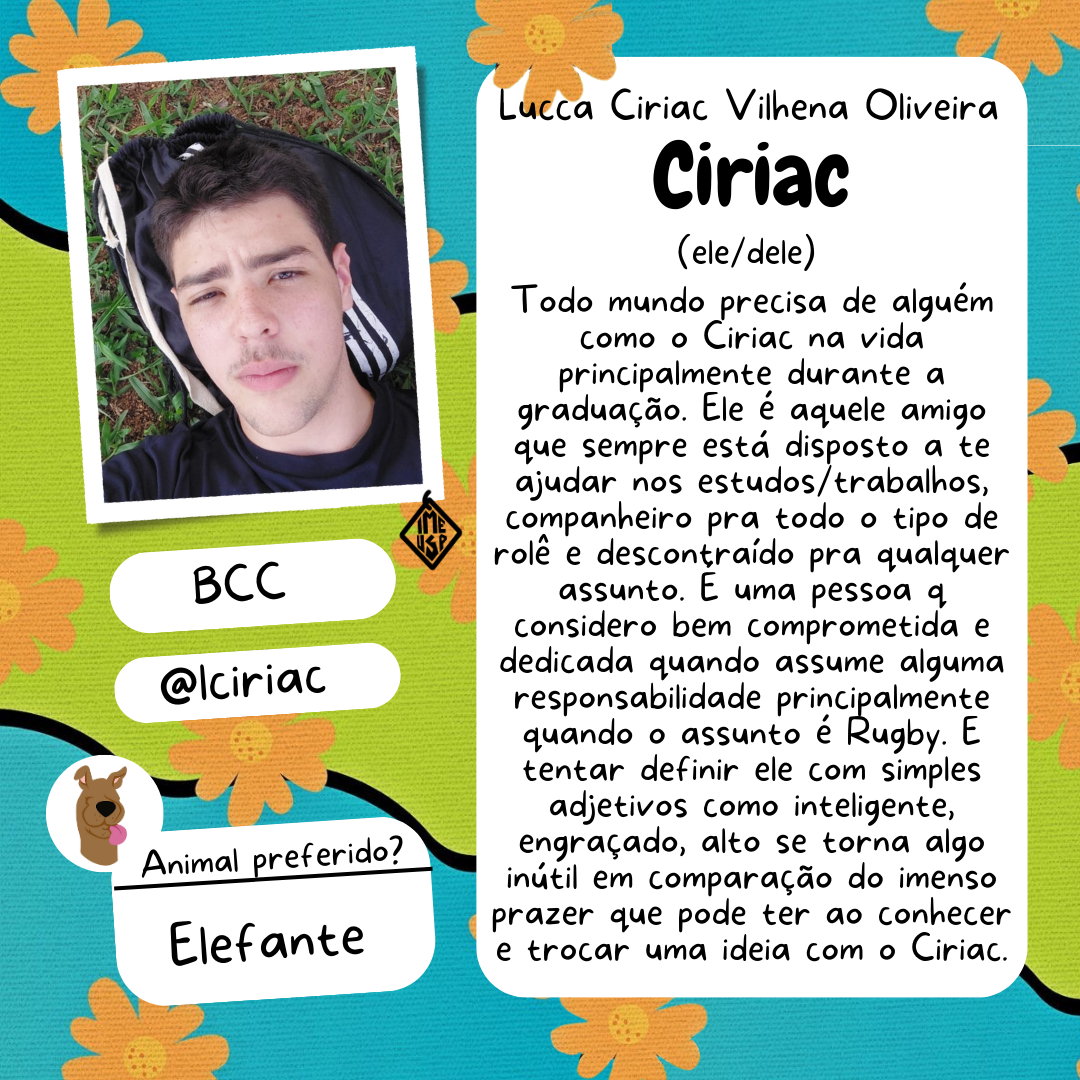 Lucca Ciriac Vilhena Oliveira
Ciriac
(ele/dele)
Todo mundo precisa de alguém
como o Ciriac na vida
principalmente durante a
graduação. Ele é aquele amigo
que sempre está disposto a te
ajudar nos estudos/trabalhos,
companheiro pra todo o tipo de
rolê e descontraído pra qualquer
assunto. É uma pessoa q
considero bem comprometida e
dedicada quando assume alguma
responsabilidade principalmente
quando o assunto é Rugby. E
tentar definir ele com simples
adjetivos como inteligente,
engraçado, alto se torna algo
inútil em comparação do imenso
prazer que pode ter ao conhecer
e trocar uma ideia com o Ciriac.
IME
USP
BCC
@lciriac
Animal preferido?
Elefante